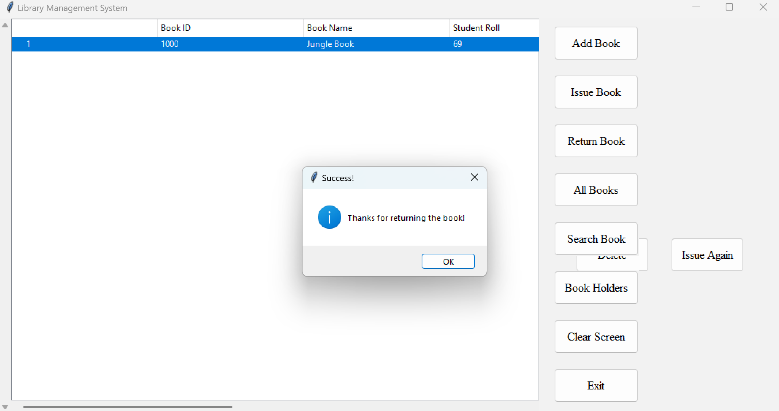 Library Management System
Book ID Book Name Student Roll
1 1000 Jungle Book 69
Add Book
Issue Book
Return Book
All Books
Search Book
Delete
Issue Again
Book Holders
Clear Screen
Exit
Success!
Thanks for returning the book!
OK